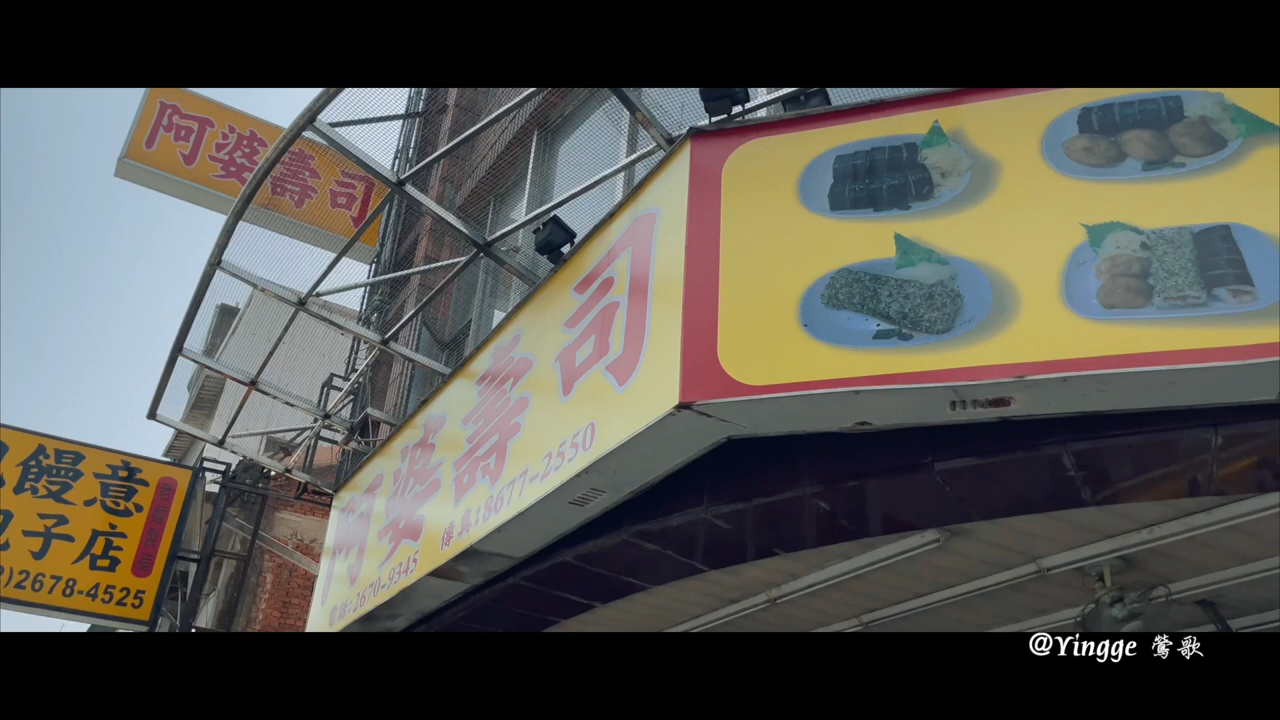 阿婆壽司
阿婆壽司
電話:2670-9345
傳真:8677-2550
饅意
子店
)2678-4525
@Yingge 鶯歌